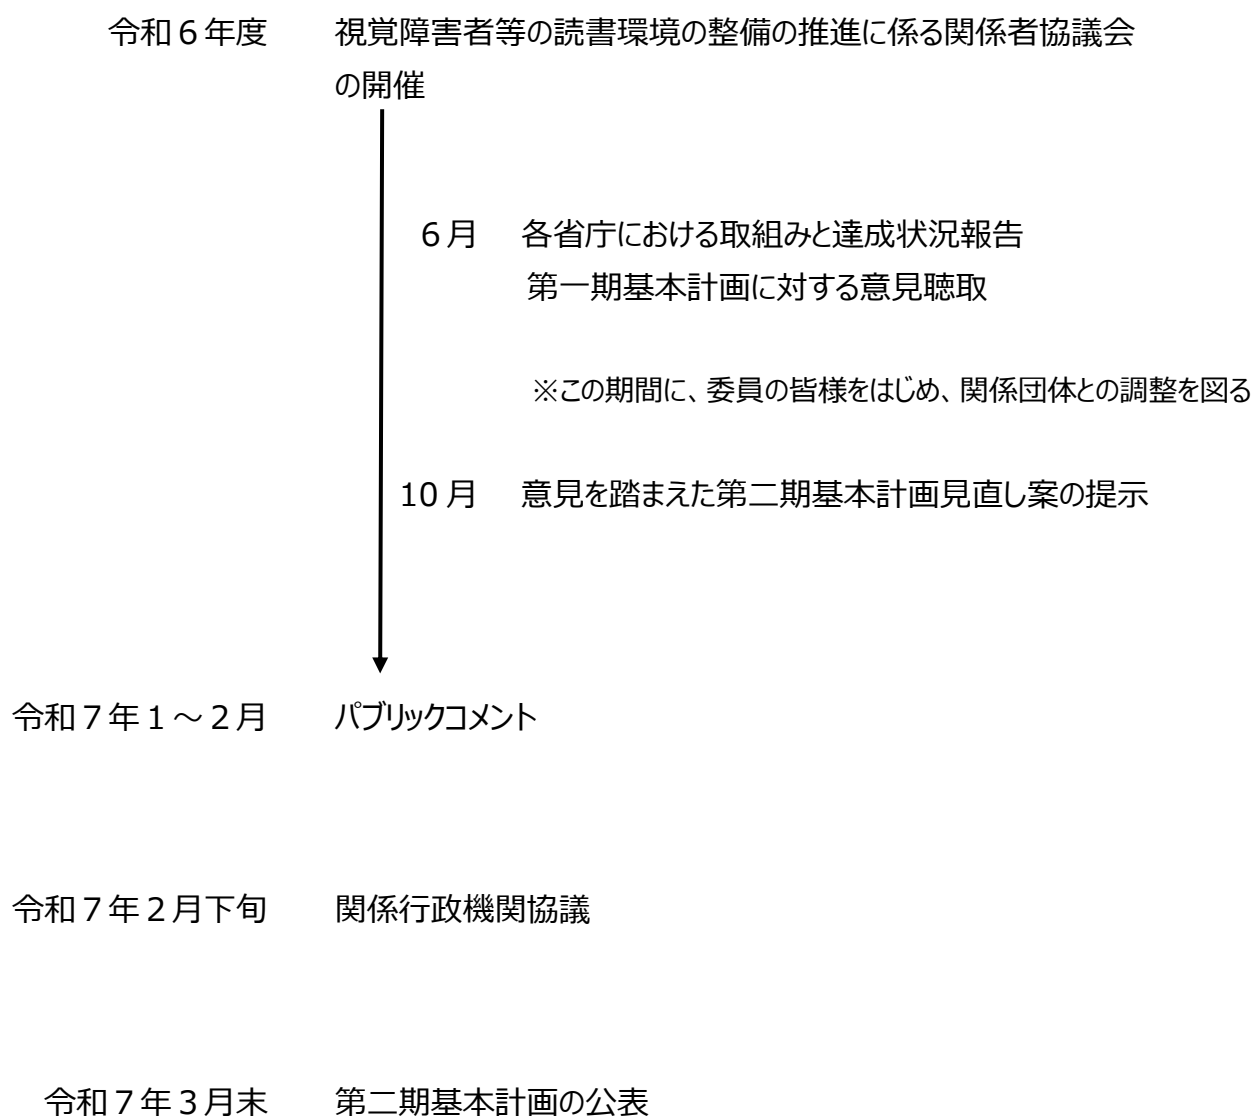 令和６年度　視覚障害者等の読書環境の整備の推進に係る関係者協議会
の開催
６月　各省庁における取組みと達成状況報告
第一期基本計画に対する意見聴取
※この期間に、委員の皆様をはじめ、関係団体との調整を図る
10 月　意見を踏まえた第二期基本計画見直し案の提示
令和７年１～２月　パブリックコメント
令和７年２月下旬　関係行政機関協議
令和７年３月末　第二期基本計画の公表